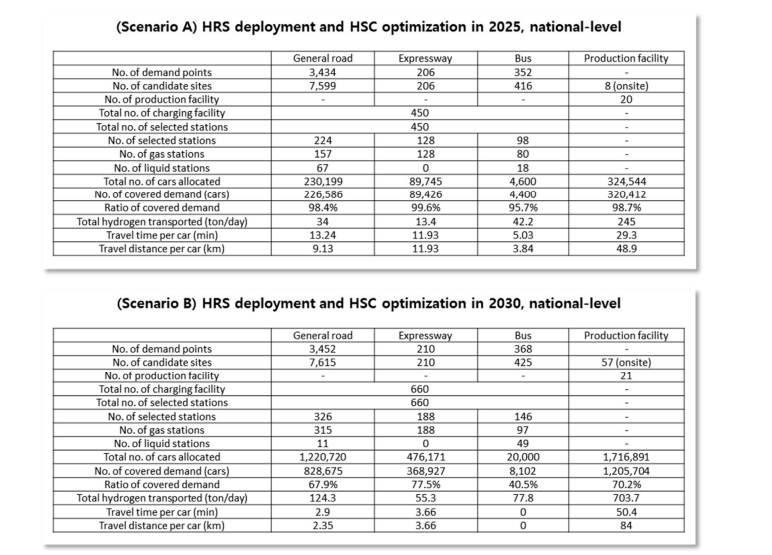 (Scenario A) HRS deployment and HSC optimization in 2025, national-level
General road Expressway Bus Production facility
No. of demand points 3,434 206 352 -
No. of candidate sites 7,599 206 416 8 (onsite)
No. of production facility - - - 20
Total no. of charging facility 450 -
Total no. of selected stations 450 -
No. of selected stations 224 128 98 -
No. of gas stations 157 128 80 -
No. of liquid stations 67 0 18 -
Total no. of cars allocated 230,199 89,745 4,600 324,544
No. of covered demand (cars) 226,586 89,426 4,400 320,412
Ratio of covered demand 98.4% 99.6% 95.7% 98.7%
Total hydrogen transported (ton/day) 34 13.4 42.2 245
Travel time per car (min) 13.24 11.93 5.03 29.3
Travel distance per car (km) 9.13 11.93 3.84 48.9
(Scenario B) HRS deployment and HSC optimization in 2030, national-level
General road Expressway Bus Production facility
No. of demand points 3,452 210 368 -
No. of candidate sites 7,615 210 425 57 (onsite)
No. of production facility - - - 21
Total no. of charging facility 660 -
Total no. of selected stations 660 -
No. of selected stations 326 188 146 -
No. of gas stations 315 188 97 -
No. of liquid stations 11 0 49 -
Total no. of cars allocated 1,220,720 476,171 20,000 1,716,891
No. of covered demand (cars) 828,675 368,927 8,102 1,205,704
Ratio of covered demand 67.9% 77.5% 40.5% 70.2%
Total hydrogen transported (ton/day) 124.3 55.3 77.8 703.7
Travel time per car (min) 2.9 3.66 0 50.4
Travel distance per car (km) 2.35 3.66 0 84